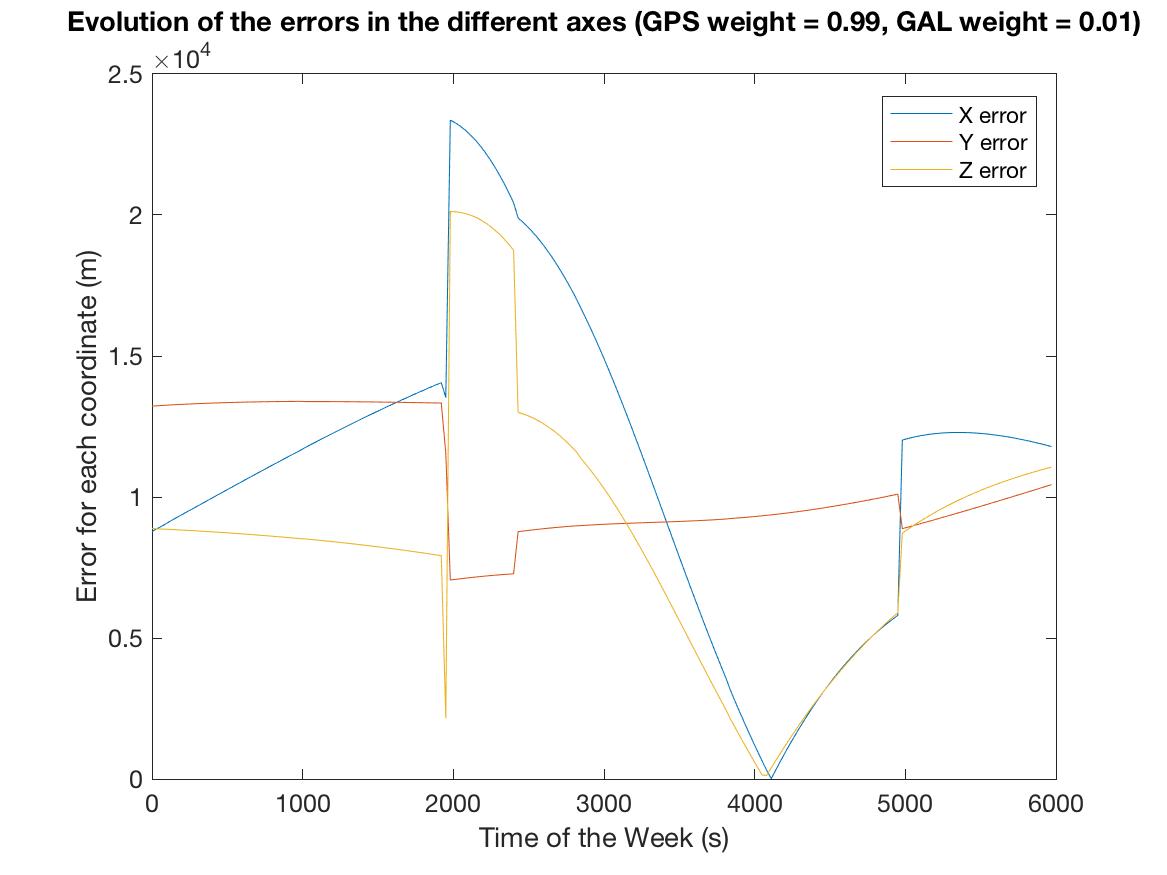 Evolution of the errors in the different axes (GPS weight = 0.99, GAL weight = 0.01)
×10⁴
2.5
2
1.5
1
0.5
0
Error for each coordinate (m)
X error
Y error
Z error
0 1000 2000 3000 4000 5000 6000
Time of the Week (s)